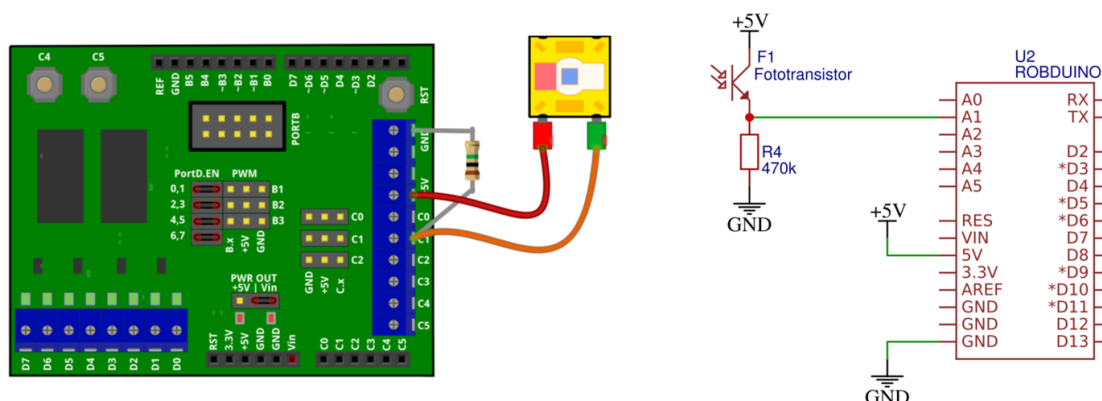 C4 C5
REF GND B5 B4 ~B3 ~B2 ~B1 B0 D7 ~D6 ~D5 D4 ~D3 D2
RST
PORTB
GND
5V
C0
C1
C2
C3
C4
C5
PortD.EN PWM
0,1 B1
2,3 B2
4,5 B3
6,7
B.x +5V GND
C0
C1
C2
GND +5V C.x
PWR OUT
+5V | Vin
RST 3.3V +5V GND GND Vin C0 C1 C2 C3 C4 C5
D7 D6 D5 D4 D3 D2 D1 D0
+5V
F1
Fototransistor
R4
470k
GND
U2
ROBDUINO
A0 RX
A1 TX
A2
A3 D2
A4 *D3
A5 D4
*D5
RES *D6
VIN D7
5V D8
3.3V *D9
AREF *D10
GND *D11
GND D12
GND D13
+5V
GND